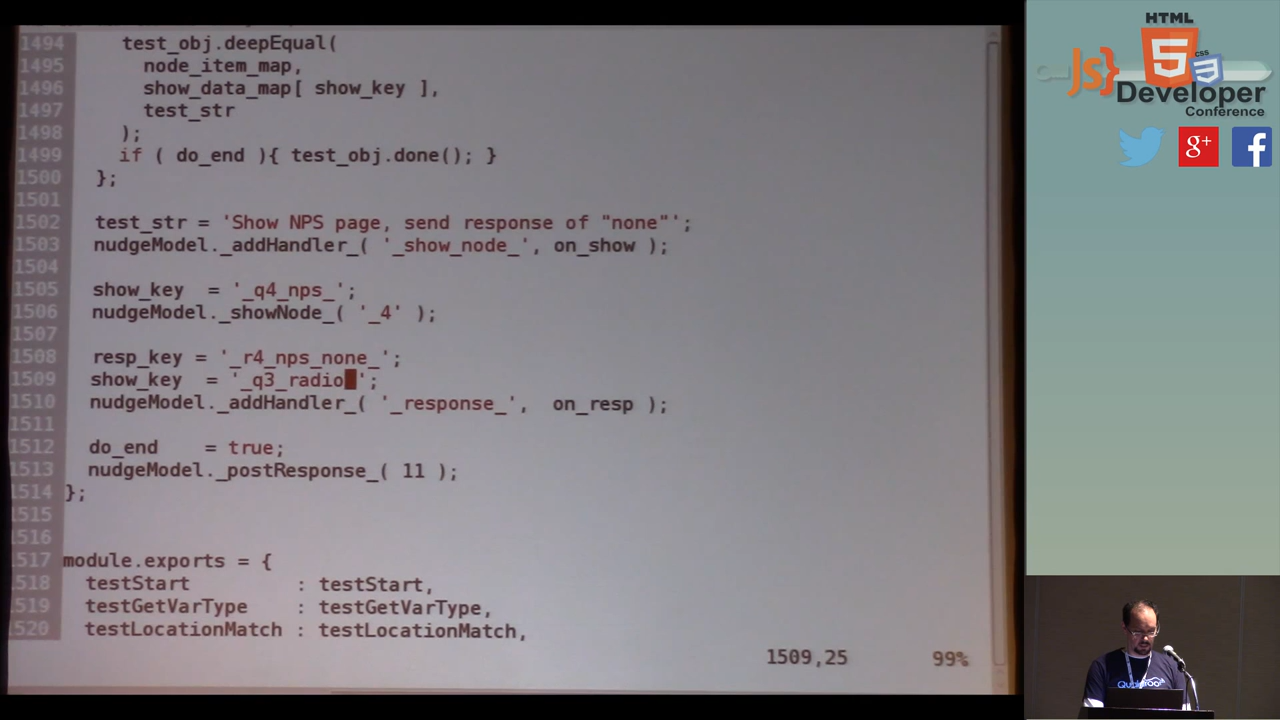 1494 test_obj.deepEqual(
1495 node_item_map,
1496 show_data_map[ show_key ],
1497 test_str
1498 );
1499 if ( do_end ){ test_obj.done(); }
1500 };
1501
1502 test_str = 'Show NPS page, send response of "none"';
1503 nudgeModel._addHandler_( '_show_node_', on_show );
1504
1505 show_key = '_q4_nps_';
1506 nudgeModel._showNode_( '_4' );
1507
1508 resp_key = '_r4_nps_none_';
1509 show_key = '_q3_radio ';
1510 nudgeModel._addHandler_( '_response_', on_resp );
1511
1512 do_end = true;
1513 nudgeModel._postResponse_( 11 );
1514 };
1515
1516
1517 module.exports = {
1518 testStart : testStart,
1519 testGetVarType : testGetVarType,
1520 testLocationMatch : testLocationMatch,
1509,25 99%
HTML
JS} 5 CSS 3
Developer
Conference
g+ f